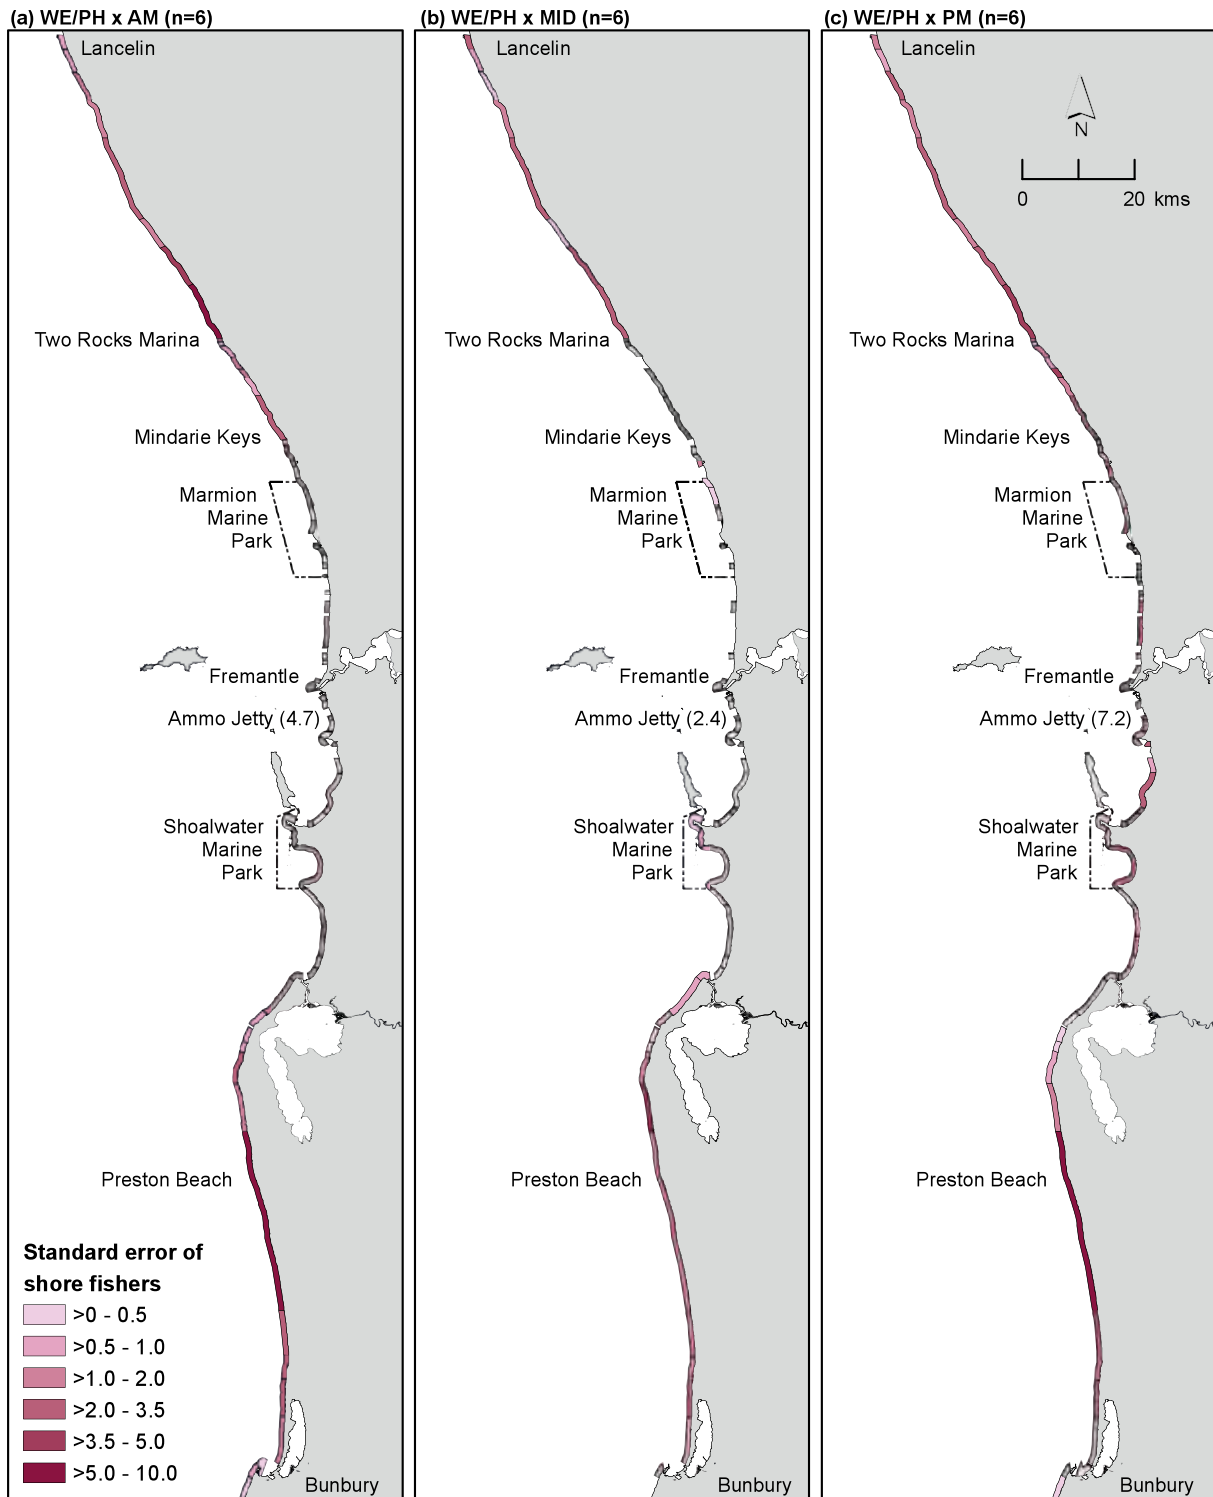 (a) WE/PH x AM (n=6)
Lancelin
Two Rocks Marina
Mindarie Keys
Marmion
Marine
Park
Fremantle
Ammo Jetty (4.7)
Shoalwater
Marine
Park
Preston Beach
Standard error of
shore fishers
>0 - 0.5
>0.5 - 1.0
>1.0 - 2.0
>2.0 - 3.5
>3.5 - 5.0
>5.0 - 10.0
Bunbury
(b) WE/PH x MID (n=6)
Lancelin
Two Rocks Marina
Mindarie Keys
Marmion
Marine
Park
Fremantle
Ammo Jetty (2.4)
Shoalwater
Marine
Park
Preston Beach
Bunbury
(c) WE/PH x PM (n=6)
Lancelin
N
0 20 kms
Two Rocks Marina
Mindarie Keys
Marmion
Marine
Park
Fremantle
Ammo Jetty (7.2)
Shoalwater
Marine
Park
Preston Beach
Bunbury